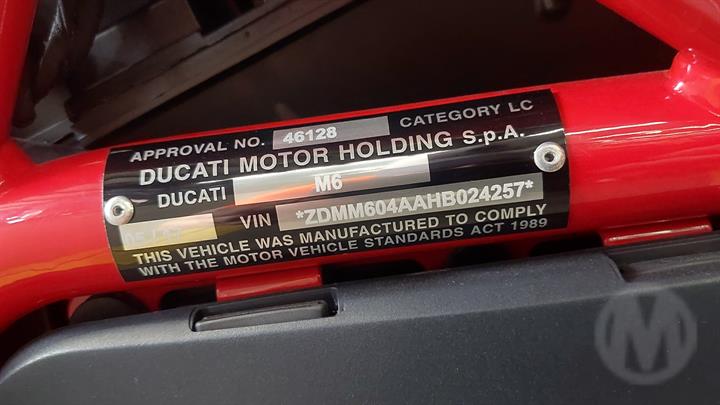 APPROVAL NO. 46128 CATEGORY LC
DUCATI MOTOR HOLDING S.p.A.
DUCATI M6
VIN *ZDMM604AAHB024257*
THIS VEHICLE WAS MANUFACTURED TO COMPLY
WITH THE MOTOR VEHICLE STANDARDS ACT 1989
M